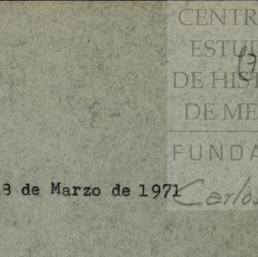 CENTR
ESTUD
DE HIST
DE ME
FUNDA
8 de Marzo de 1971
Carlos